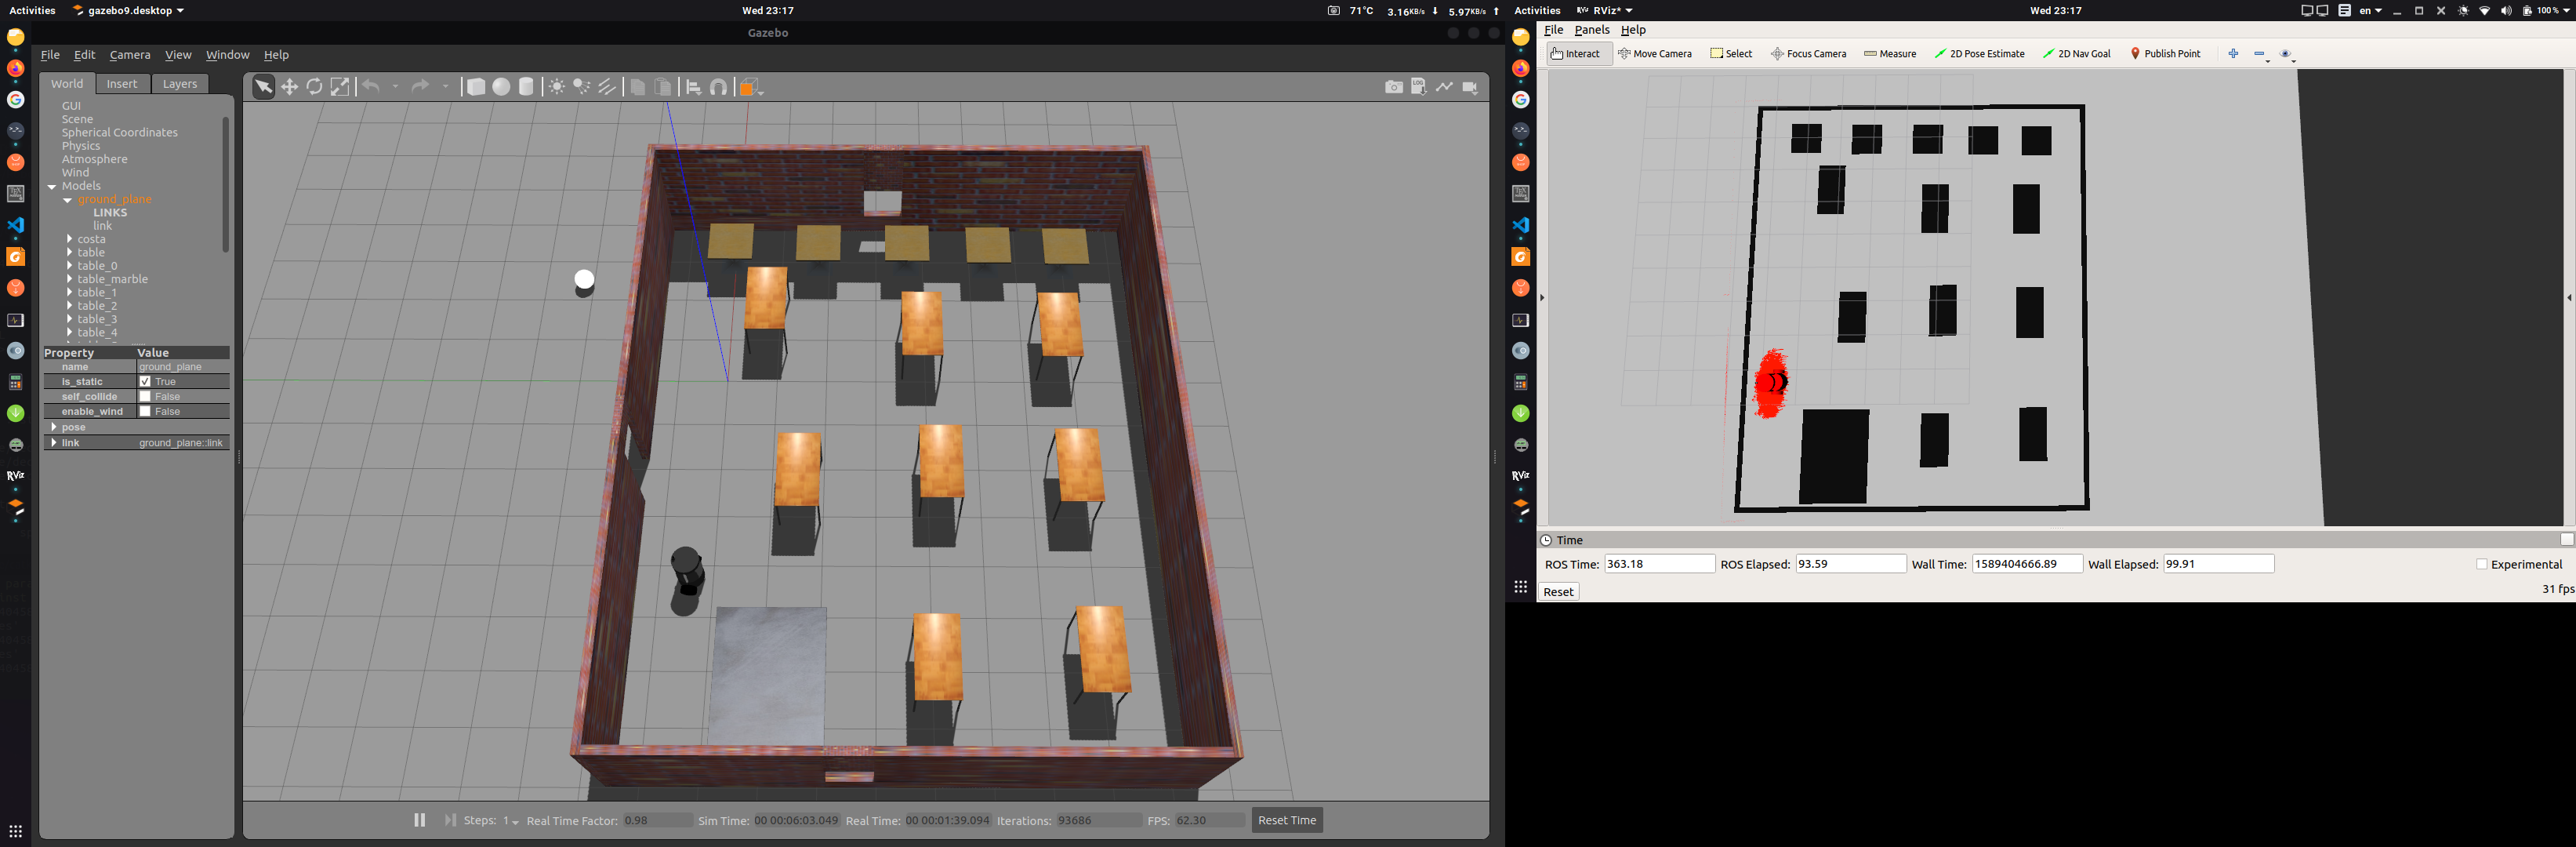 Activities gazebo9.desktop Wed 23:17 71°C 3.16KB/s 5.97KB/s
Gazebo
File Edit Camera View Window Help
World Insert Layers
GUI
Scene
Spherical Coordinates
Physics
Atmosphere
Wind
Models
ground_plane
LINKS
link
costa
table
table_0
table_marble
table_1
table_2
table_3
table_4
Property Value
name ground_plane
is_static True
self_collide False
enable_wind False
pose
link ground_plane::link
RViz
Steps: 1 Real Time Factor: 0.98 Sim Time: 00 00:06:03.049 Real Time: 00 00:01:39.094 Iterations: 93686 FPS: 62.30 Reset Time
Activities RViz* Wed 23:17 en 100 %
File Panels Help
Interact Move Camera Select Focus Camera Measure 2D Pose Estimate 2D Nav Goal Publish Point
RViz
Time
ROS Time: 363.18 ROS Elapsed: 93.59 Wall Time: 1589404666.89 Wall Elapsed: 99.91 Experimental
Reset 31 fps